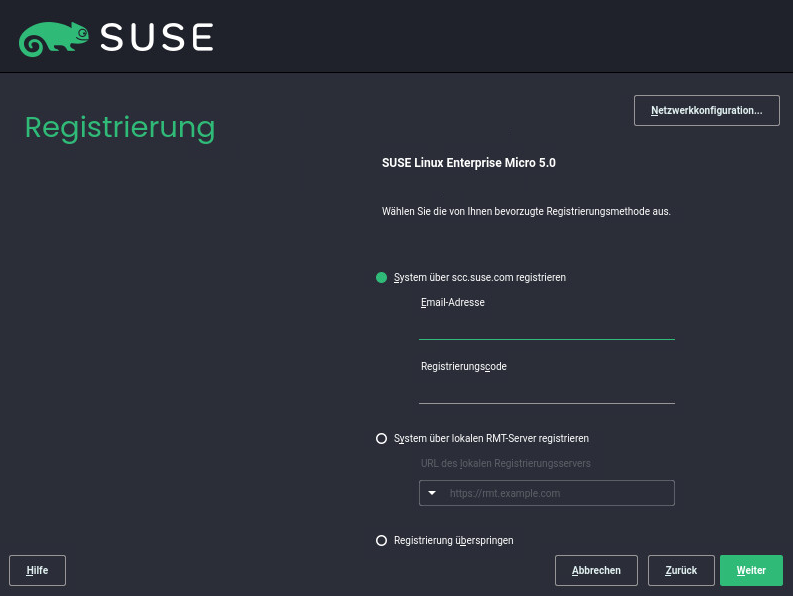 SUSE
Netzwerkkonfiguration...
Registrierung
SUSE Linux Enterprise Micro 5.0
Wählen Sie die von Ihnen bevorzugte Registrierungsmethode aus.
System über scc.suse.com registrieren
Email-Adresse
Registrierungscode
System über lokalen RMT-Server registrieren
URL des lokalen Registrierungsservers
https://rmt.example.com
Registrierung überspringen
Hilfe Abbrechen Zurück Weiter